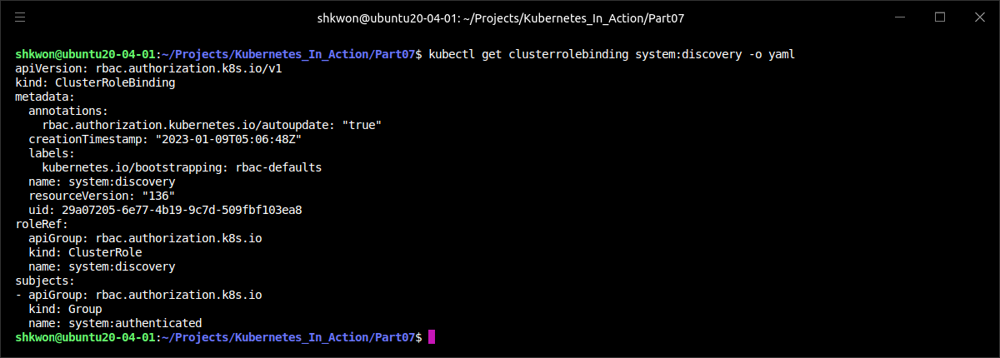 shkwon@ubuntu20-04-01: ~/Projects/Kubernetes_In_Action/Part07
shkwon@ubuntu20-04-01:~/Projects/Kubernetes_In_Action/Part07$ kubectl get clusterrolebinding system:discovery -o yaml
apiVersion: rbac.authorization.k8s.io/v1
kind: ClusterRoleBinding
metadata:
  annotations:
    rbac.authorization.kubernetes.io/autoupdate: "true"
  creationTimestamp: "2023-01-09T05:06:48Z"
  labels:
    kubernetes.io/bootstrapping: rbac-defaults
  name: system:discovery
  resourceVersion: "136"
  uid: 29a07205-6e77-4b19-9c7d-509fbf103ea8
roleRef:
  apiGroup: rbac.authorization.k8s.io
  kind: ClusterRole
  name: system:discovery
subjects:
- apiGroup: rbac.authorization.k8s.io
  kind: Group
  name: system:authenticated
shkwon@ubuntu20-04-01:~/Projects/Kubernetes_In_Action/Part07$